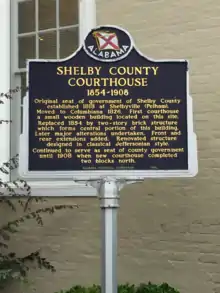 ALABAMA
SHELBY COUNTY
COURTHOUSE
1854-1908
Original seat of government of Shelby County
established 1818 at Shelbyville (Pelham).
Moved to Columbiana 1826. First courthouse
a small wooden building located on this site.
Replaced 1854 by two-story brick structure
which forms central portion of this building.
Later major alterations undertaken. Front and
rear extensions added. Renovated structure
designed in classical Jeffersonian style.
Continued to serve as seat of county government
until 1908 when new courthouse completed
two blocks north.